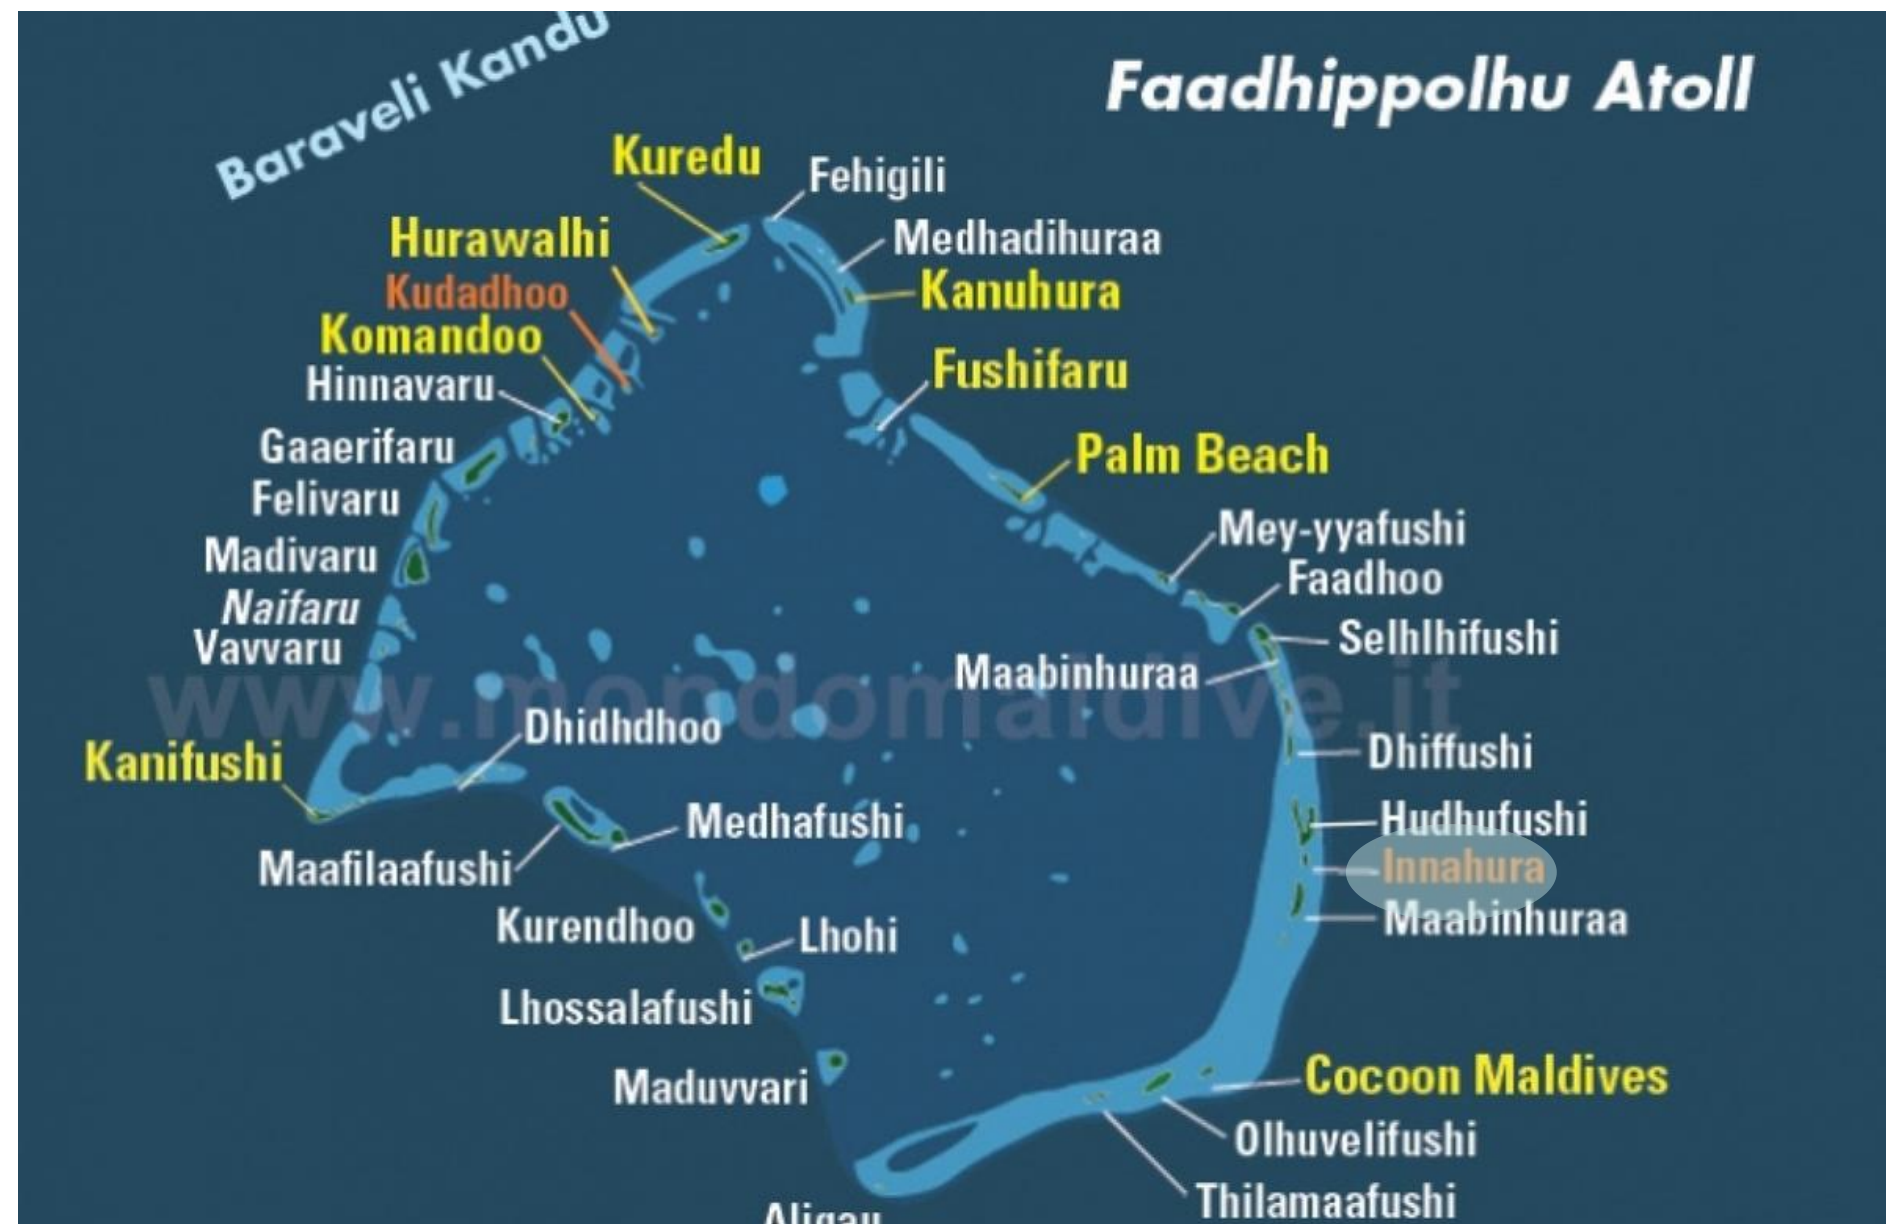 Baraveli Kandu
Faadhippolhu Atoll
Kuredu
Fehigili
Hurawalhi
Medhadihuraa
Kudadhoo
Kanuhura
Komandoo
Hinnavaru
Fushifaru
Gaaerifaru
Palm Beach
Felivaru
Mey-yyafushi
Madivaru
Faadhoo
Naifaru
Selhlhifushi
Vavvaru
Maabinhuraa
www.mondomaldive.it
Dhidhdhoo
Dhiffushi
Kanifushi
Medhafushi
Hudhufushi
Maafilaafushi
Innahura
Kurendhoo
Maabinhuraa
Lhohi
Lhossalafushi
Cocoon Maldives
Maduvvari
Olhuvelifushi
Thilamaafushi
Aligau